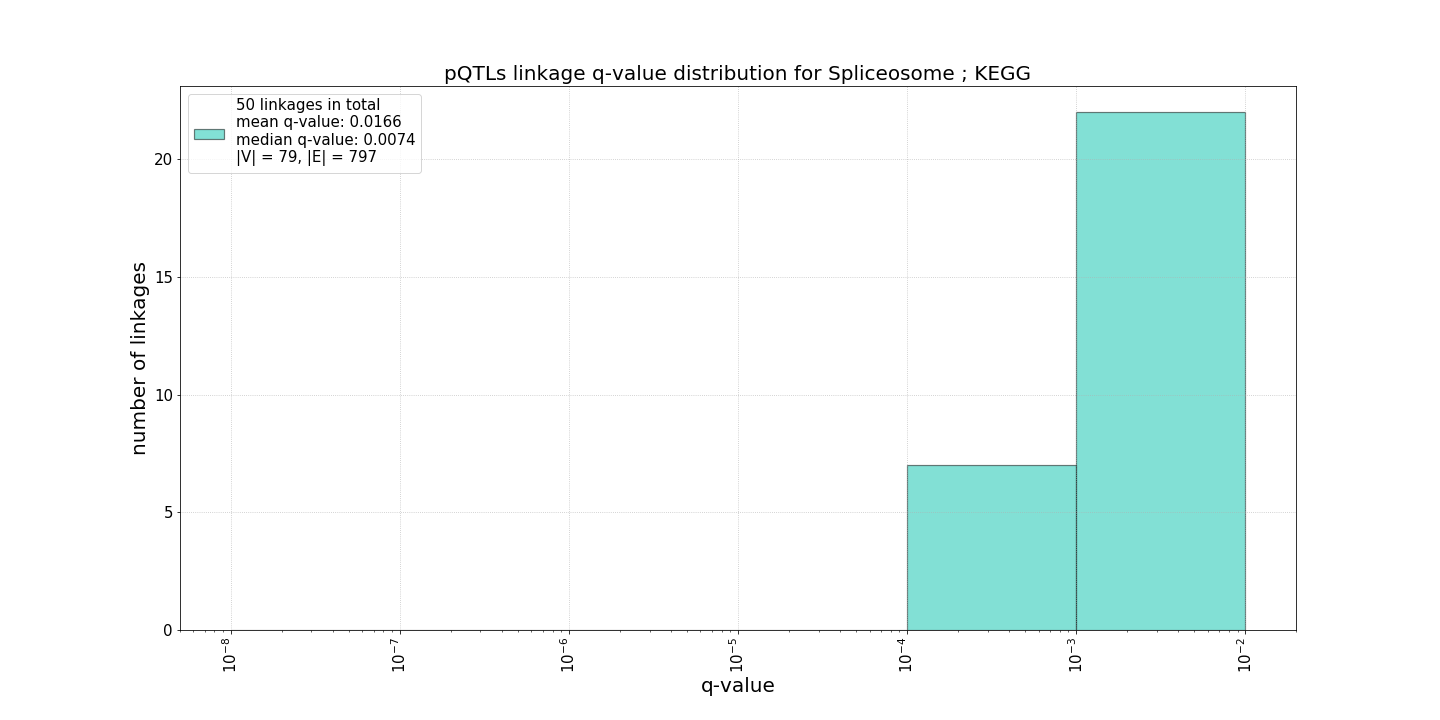 pQTLs linkage q-value distribution for Spliceosome ; KEGG
50 linkages in total
mean q-value: 0.0166
median q-value: 0.0074
|V| = 79, |E| = 797
number of linkages
20
15
10
5
0
10⁻⁸
10⁻⁷
10⁻⁶
10⁻⁵
10⁻⁴
10⁻³
10⁻²
q-value